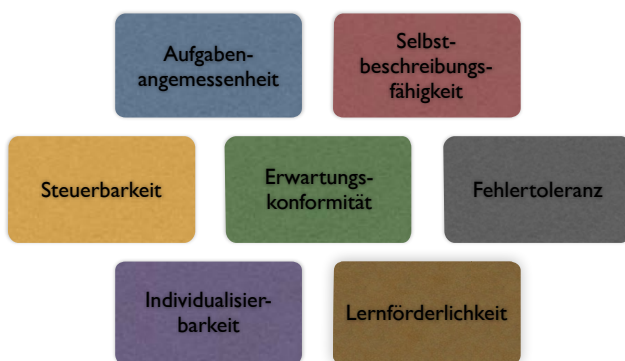 Aufgaben-
angemessenheit
Selbst-
beschreibungs-
fähigkeit
Steuerbarkeit
Erwartungs-
konformität
Fehlertoleranz
Individualisier-
barkeit
Lernförderlichkeit